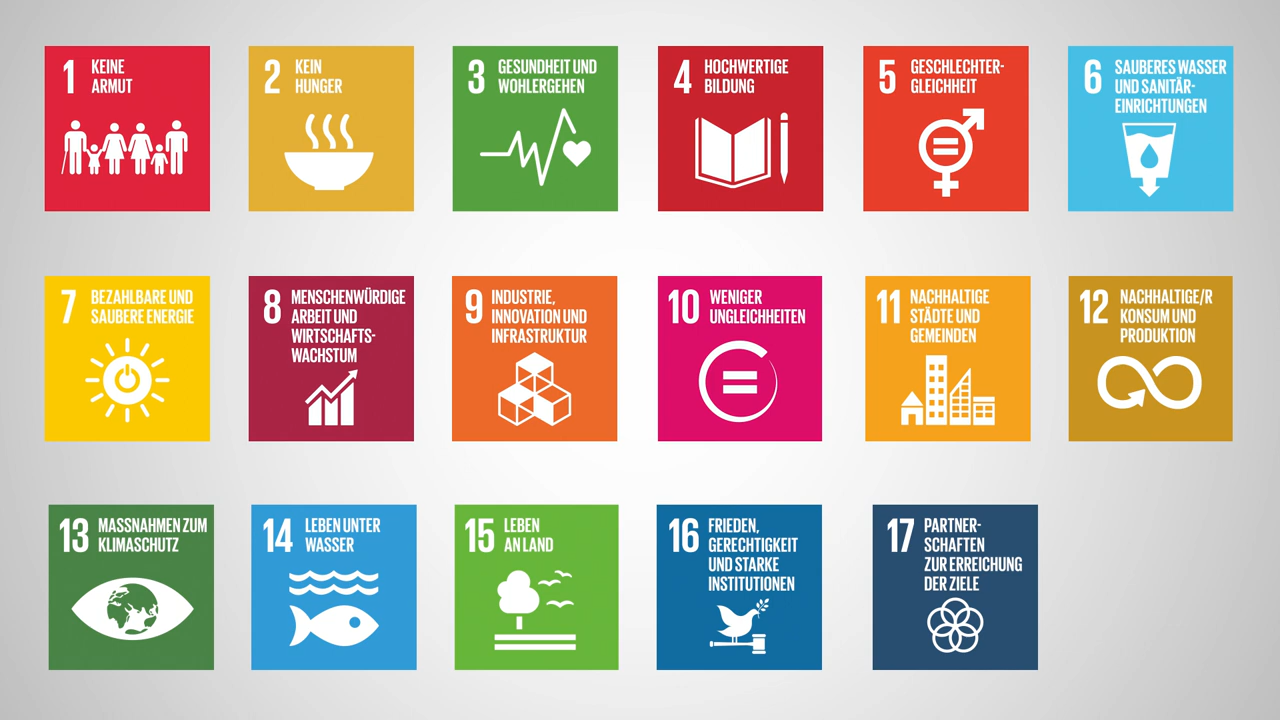 1 KEINE
ARMUT
2 KEIN
HUNGER
3 GESUNDHEIT UND
WOHLERGEHEN
4 HOCHWERTIGE
BILDUNG
5 GESCHLECHTER-
GLEICHHEIT
6 SAUBERES WASSER
UND SANITÄR-
EINRICHTUNGEN
7 BEZAHLBARE UND
SAUBERE ENERGIE
8 MENSCHENWÜRDIGE
ARBEIT UND
WIRTSCHAFTS-
WACHSTUM
9 INDUSTRIE,
INNOVATION UND
INFRASTRUKTUR
10 WENIGER
UNGLEICHHEITEN
11 NACHHALTIGE
STÄDTE UND
GEMEINDEN
12 NACHHALTIGE/R
KONSUM UND
PRODUKTION
13 MASSNAHMEN ZUM
KLIMASCHUTZ
14 LEBEN UNTER
WASSER
15 LEBEN
AN LAND
16 FRIEDEN,
GERECHTIGKEIT
UND STARKE
INSTITUTIONEN
17 PARTNER-
SCHAFTEN
ZUR ERREICHUNG
DER ZIELE